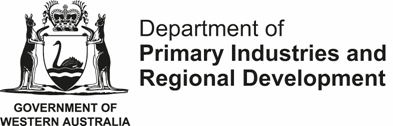 Department of
Primary Industries and
Regional Development
GOVERNMENT OF
WESTERN AUSTRALIA